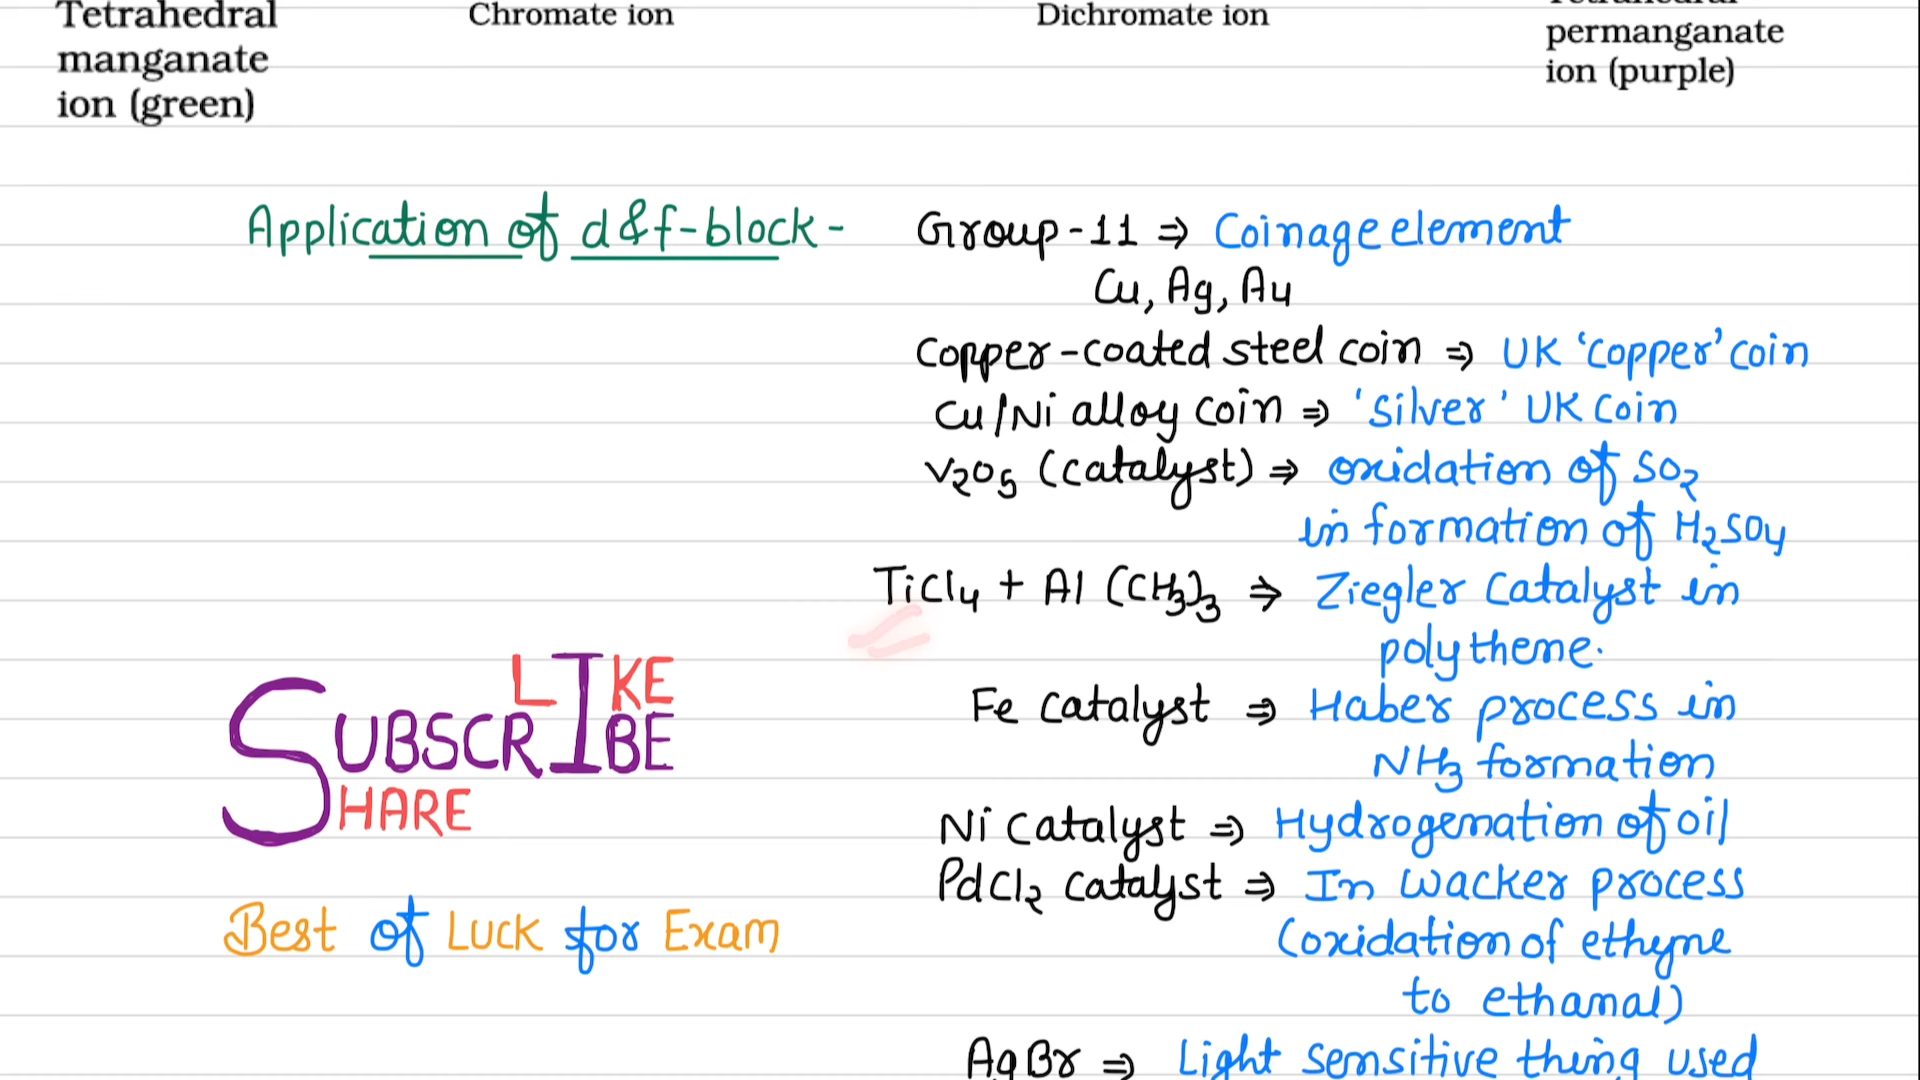 Tetrahedral
manganate
ion (green)
Chromate ion
Dichromate ion
permanganate
ion (purple)
Application of d&f-block-
Group-11 ⇒ Coinage element
Cu, Ag, Au
Copper-coated steel coin ⇒ UK 'copper' coin
Cu/Ni alloy coin ⇒ 'Silver' UK Coin
V2O5 (catalyst) ⇒ oxidation of SO2
in formation of H2SO4
TiCl4 + Al (CH3)3 ⇒ Ziegler Catalyst in
polythene.
Fe catalyst ⇒ Haber process in
NH3 formation
Ni catalyst ⇒ Hydrogenation of oil
PdCl2 catalyst ⇒ In Wacker process
(oxidation of ethyne
to ethanal)
AgBr ⇒ Light sensitive thing used
LIKE
SUBSCRIBE
SHARE
Best of Luck for Exam